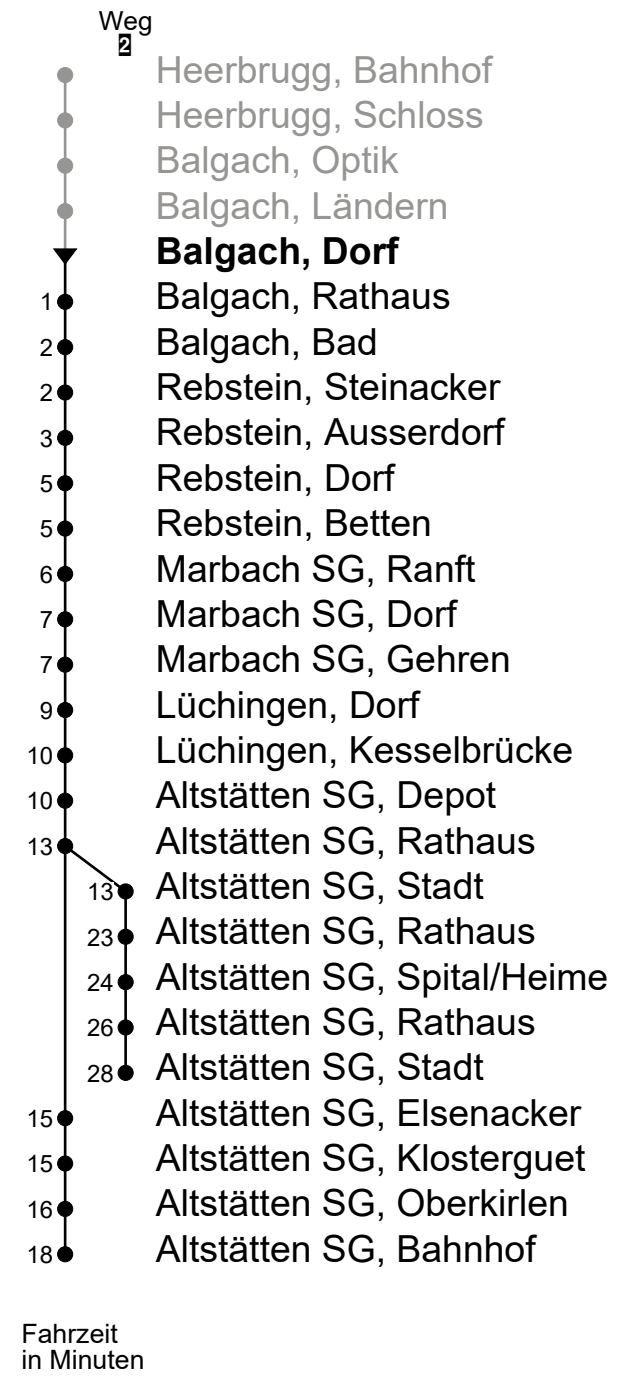 Weg
2
Heerbrugg, Bahnhof
Heerbrugg, Schloss
Balgach, Optik
Balgach, Ländern
Balgach, Dorf
1 Balgach, Rathaus
2 Balgach, Bad
2 Rebstein, Steinacker
3 Rebstein, Ausserdorf
5 Rebstein, Dorf
5 Rebstein, Betten
6 Marbach SG, Ranft
7 Marbach SG, Dorf
7 Marbach SG, Gehren
9 Lüchingen, Dorf
10 Lüchingen, Kesselbrücke
10 Altstätten SG, Depot
13 Altstätten SG, Rathaus
13 Altstätten SG, Stadt
23 Altstätten SG, Rathaus
24 Altstätten SG, Spital/Heime
26 Altstätten SG, Rathaus
28 Altstätten SG, Stadt
15 Altstätten SG, Elsenacker
15 Altstätten SG, Klosterguet
16 Altstätten SG, Oberkirlen
18 Altstätten SG, Bahnhof
Fahrzeit
in Minuten